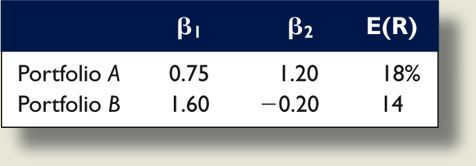 β₁ β₂ E(R)
Portfolio A 0.75 1.20 18%
Portfolio B 1.60 −0.20 14